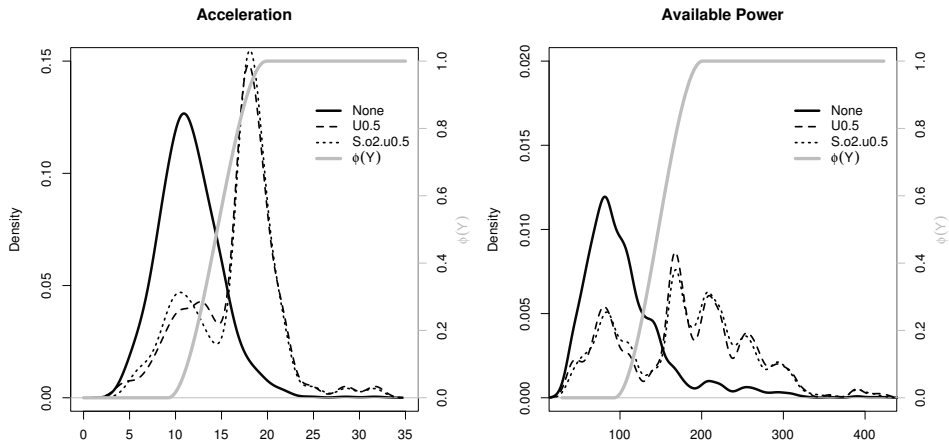 Acceleration
Density
0.00 0.05 0.10 0.15
0 5 10 15 20 25 30 35
0.0 0.2 0.4 0.6 0.8 1.0
ϕ(Y)
None
U0.5
S.o2.u0.5
ϕ(Y)
Available Power
Density
0.000 0.005 0.010 0.015 0.020
100 200 300 400
0.0 0.2 0.4 0.6 0.8 1.0
ϕ(Y)
None
U0.5
S.o2.u0.5
ϕ(Y)